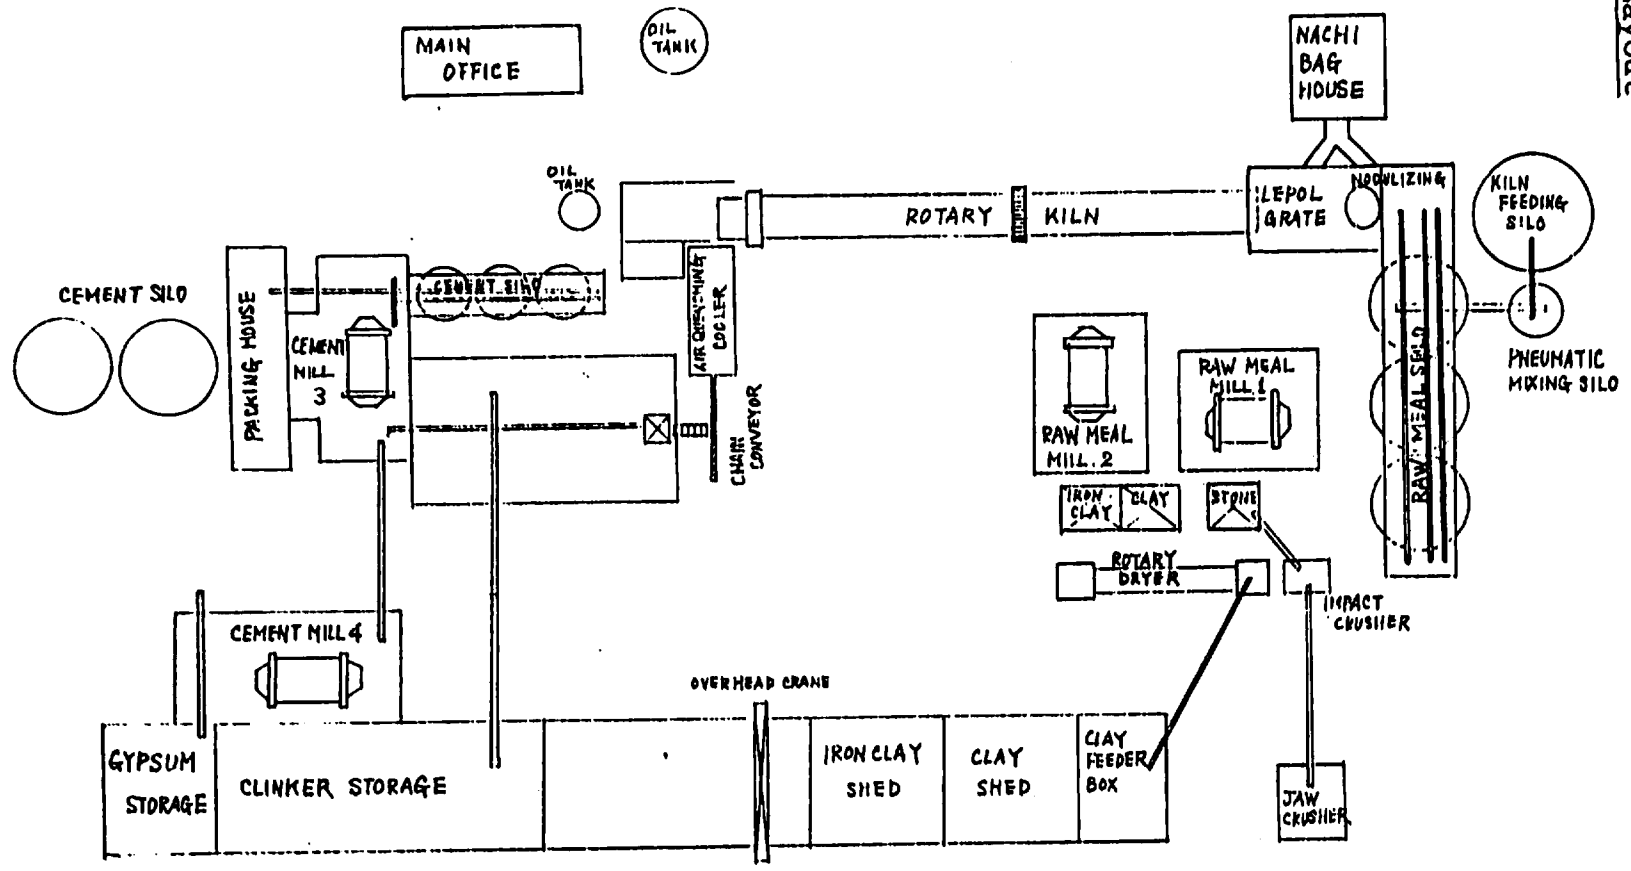 MAIN
OFFICE
OIL
TANK
NACHI
BAG
HOUSE
OIL
TANK
ROTARY KILN
LEPOL
GRATE
NODULIZING
KILN
FEEDING
SILO
CEMENT SILO
PACKING HOUSE
CEMENT
MILL
3
CEMENT SILO
AIR QUENCHING
COOLER
CHAIN
CONVEYOR
RAW MEAL
MILL.2
RAW MEAL
MILL.1
RAW MEAL SILO
PNEUMATIC
MIXING SILO
IRON
CLAY
CLAY
STONE
ROTARY
DRYER
IMPACT
CRUSHER
CEMENT MILL 4
OVERHEAD CRANE
GYPSUM
STORAGE
CLINKER STORAGE
IRON CLAY
SHED
CLAY
SHED
CLAY
FEEDER
BOX
JAW
CRUSHER